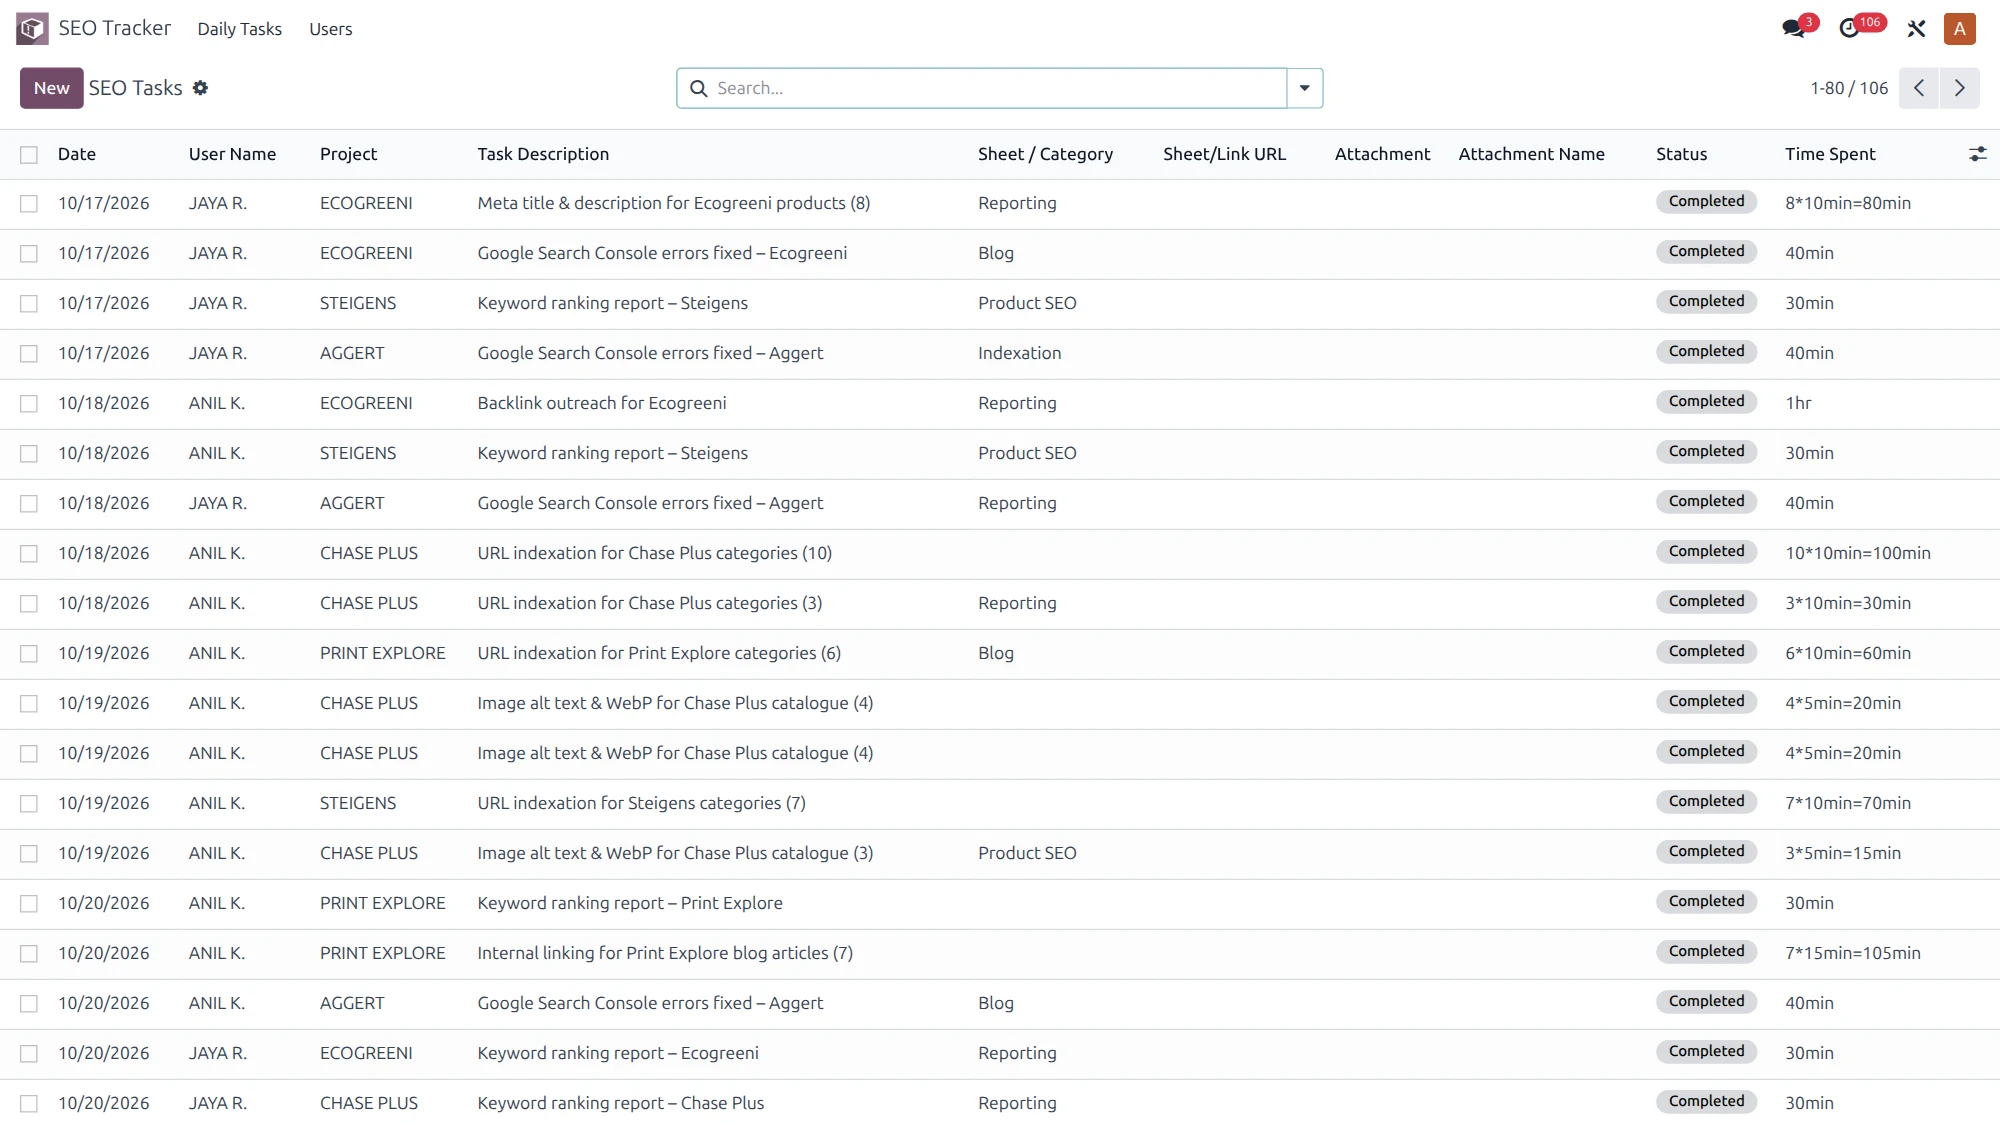 SEO Tracker Daily Tasks Users 3 106 A
New SEO Tasks Search... 1-80 / 106
Date User Name Project Task Description Sheet / Category Sheet/Link URL Attachment Attachment Name Status Time Spent
10/17/2026 JAYA R. ECOGREENI Meta title & description for Ecogreeni products (8) Reporting Completed 8*10min=80min
10/17/2026 JAYA R. ECOGREENI Google Search Console errors fixed – Ecogreeni Blog Completed 40min
10/17/2026 JAYA R. STEIGENS Keyword ranking report – Steigens Product SEO Completed 30min
10/17/2026 JAYA R. AGGERT Google Search Console errors fixed – Aggert Indexation Completed 40min
10/18/2026 ANIL K. ECOGREENI Backlink outreach for Ecogreeni Reporting Completed 1hr
10/18/2026 ANIL K. STEIGENS Keyword ranking report – Steigens Product SEO Completed 30min
10/18/2026 JAYA R. AGGERT Google Search Console errors fixed – Aggert Reporting Completed 40min
10/18/2026 ANIL K. CHASE PLUS URL indexation for Chase Plus categories (10) Completed 10*10min=100min
10/18/2026 ANIL K. CHASE PLUS URL indexation for Chase Plus categories (3) Reporting Completed 3*10min=30min
10/19/2026 ANIL K. PRINT EXPLORE URL indexation for Print Explore categories (6) Blog Completed 6*10min=60min
10/19/2026 ANIL K. CHASE PLUS Image alt text & WebP for Chase Plus catalogue (4) Completed 4*5min=20min
10/19/2026 ANIL K. CHASE PLUS Image alt text & WebP for Chase Plus catalogue (4) Completed 4*5min=20min
10/19/2026 ANIL K. STEIGENS URL indexation for Steigens categories (7) Completed 7*10min=70min
10/19/2026 ANIL K. CHASE PLUS Image alt text & WebP for Chase Plus catalogue (3) Product SEO Completed 3*5min=15min
10/20/2026 ANIL K. PRINT EXPLORE Keyword ranking report – Print Explore Completed 30min
10/20/2026 ANIL K. PRINT EXPLORE Internal linking for Print Explore blog articles (7) Completed 7*15min=105min
10/20/2026 ANIL K. AGGERT Google Search Console errors fixed – Aggert Blog Completed 40min
10/20/2026 JAYA R. ECOGREENI Keyword ranking report – Ecogreeni Reporting Completed 30min
10/20/2026 JAYA R. CHASE PLUS Keyword ranking report – Chase Plus Reporting Completed 30min